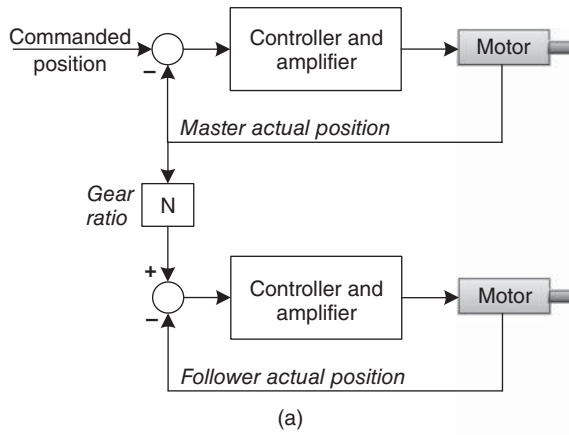 Commanded
position
−
Controller and
amplifier
Motor
Master actual position
Gear
ratio
N
+
−
Controller and
amplifier
Motor
Follower actual position
(a)